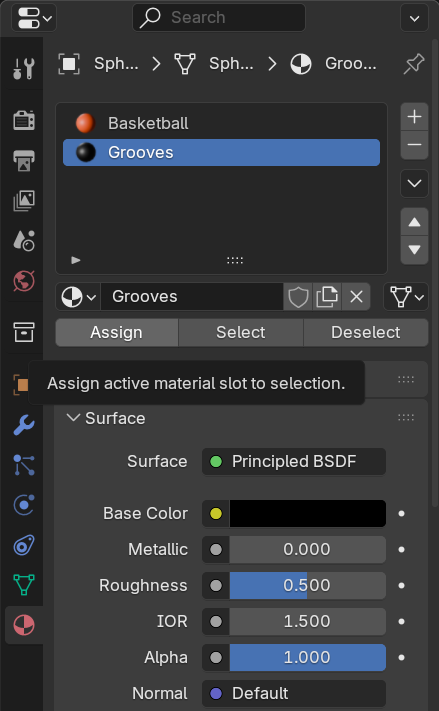 Search
Sph... Sph... Groo...
Basketball
Grooves
Grooves
Assign Select Deselect
Assign active material slot to selection.
Surface
Surface Principled BSDF
Base Color
Metallic 0.000
Roughness 0.500
IOR 1.500
Alpha 1.000
Normal Default